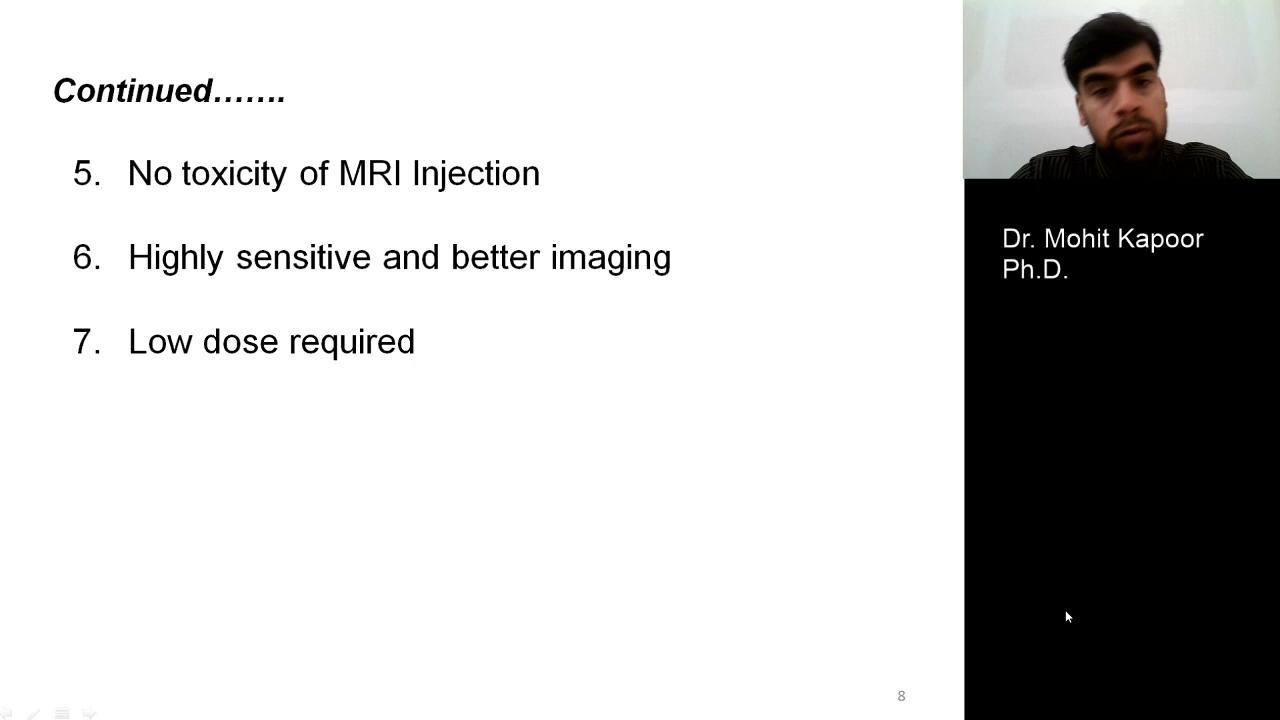 Continued…….
5. No toxicity of MRI Injection
6. Highly sensitive and better imaging
7. Low dose required
Dr. Mohit Kapoor
Ph.D.
8